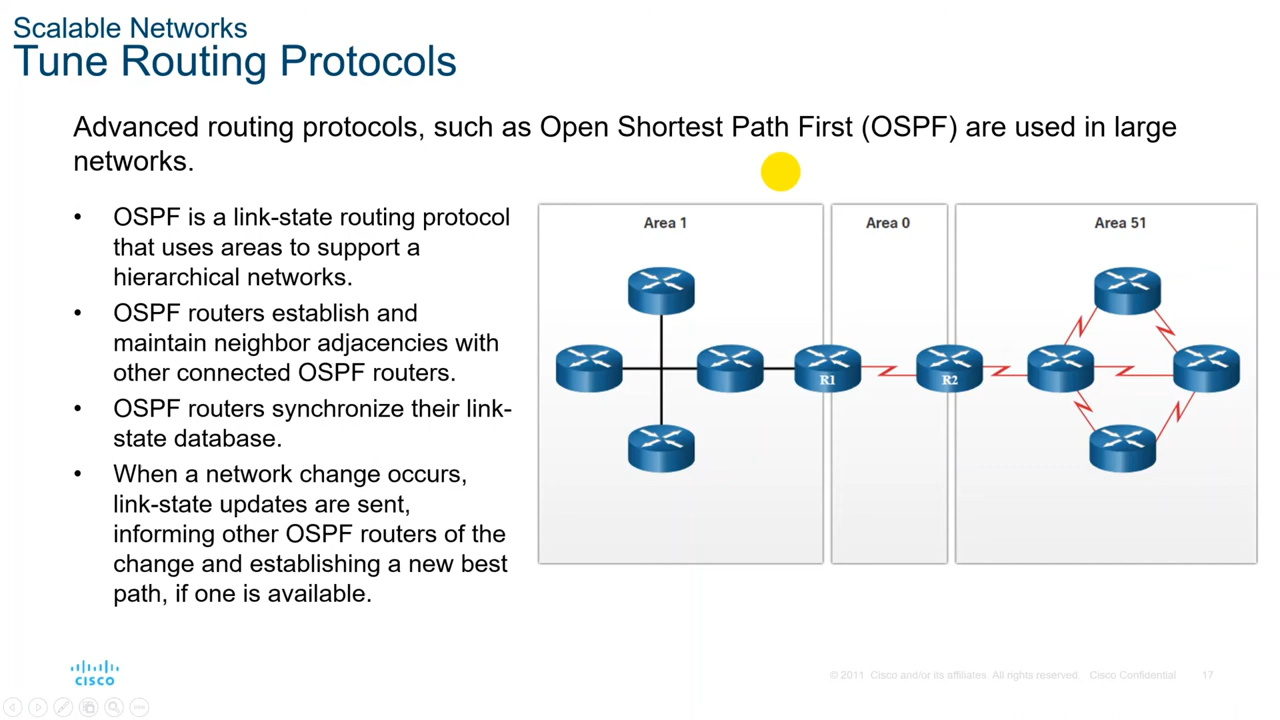 Scalable Networks
Tune Routing Protocols
Advanced routing protocols, such as Open Shortest Path First (OSPF) are used in large
networks.
• OSPF is a link-state routing protocol
that uses areas to support a
hierarchical networks.
• OSPF routers establish and
maintain neighbor adjacencies with
other connected OSPF routers.
• OSPF routers synchronize their link-
state database.
• When a network change occurs,
link-state updates are sent,
informing other OSPF routers of the
change and establishing a new best
path, if one is available.
Area 1
Area 0
Area 51
R1
R2
CISCO
© 2011 Cisco and/or its affiliates. All rights reserved. Cisco Confidential 17